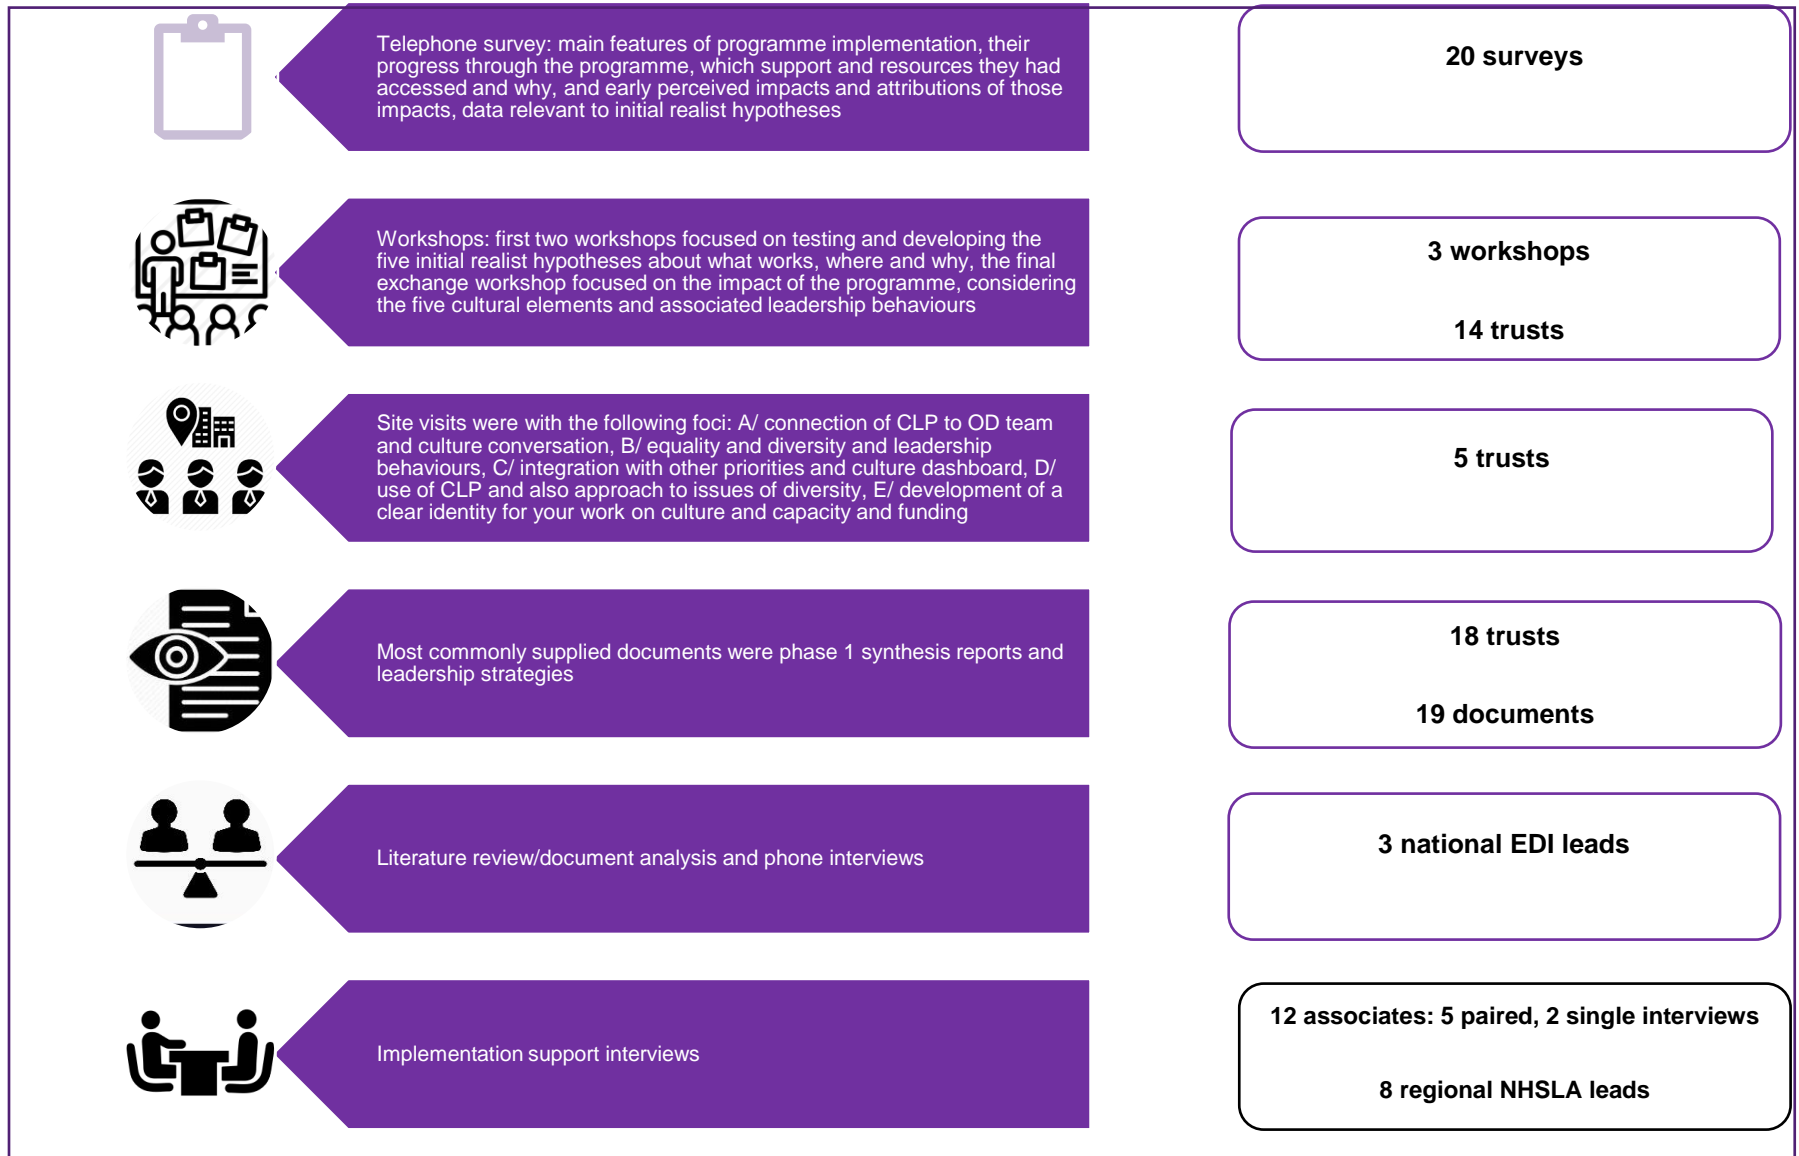 Telephone survey: main features of programme implementation, their
progress through the programme, which support and resources they had
accessed and why, and early perceived impacts and attributions of those
impacts, data relevant to initial realist hypotheses
20 surveys
Workshops: first two workshops focused on testing and developing the
five initial realist hypotheses about what works, where and why, the final
exchange workshop focused on the impact of the programme, considering
the five cultural elements and associated leadership behaviours
3 workshops
14 trusts
Site visits were with the following foci: A/ connection of CLP to OD team
and culture conversation, B/ equality and diversity and leadership
behaviours, C/ integration with other priorities and culture dashboard, D/
use of CLP and also approach to issues of diversity, E/ development of a
clear identity for your work on culture and capacity and funding
5 trusts
Most commonly supplied documents were phase 1 synthesis reports and
leadership strategies
18 trusts
19 documents
Literature review/document analysis and phone interviews
3 national EDI leads
Implementation support interviews
12 associates: 5 paired, 2 single interviews
8 regional NHSLA leads